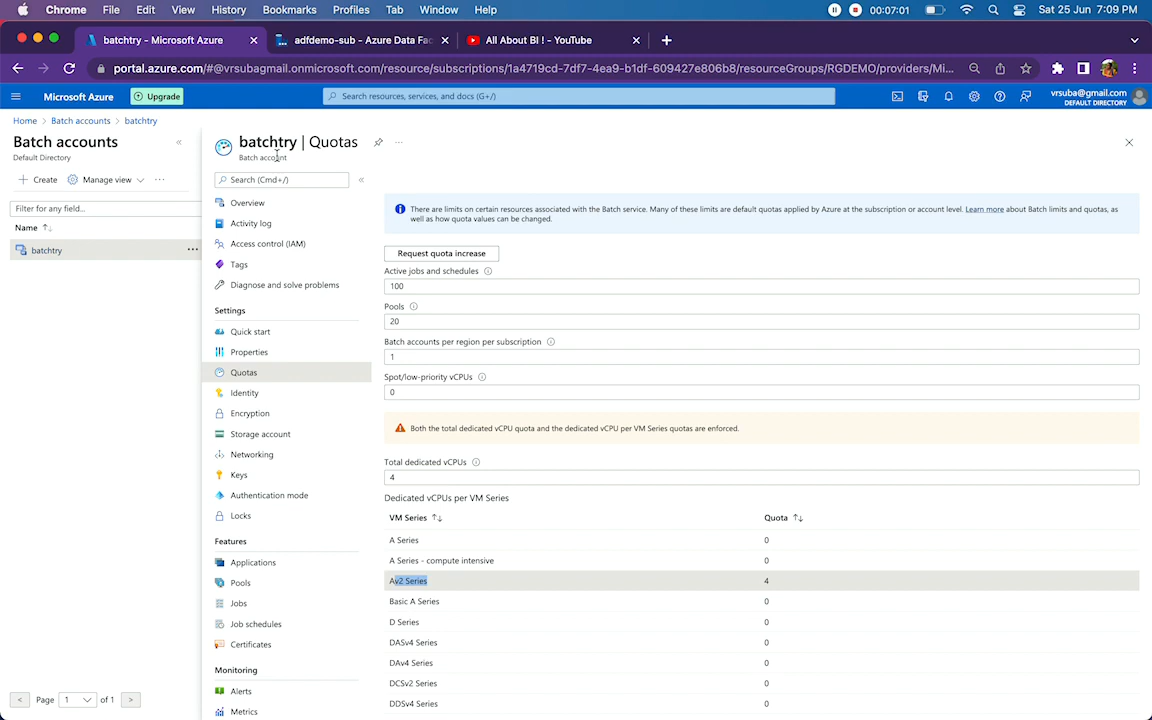 Chrome File Edit View History Bookmarks Profiles Tab Window Help 00:07:01 Sat 25 Jun 7:09 PM
batchtry - Microsoft Azure adfdemo-sub - Azure Data Fac All About BI ! - YouTube
portal.azure.com/#@vrsubagmail.onmicrosoft.com/resource/subscriptions/1a4719cd-7df7-4ea9-b1df-609427e806b8/resourceGroups/RGDEMO/providers/Mi...
Microsoft Azure Upgrade Search resources, services, and docs (G+/) vrsuba@gmail.com
DEFAULT DIRECTORY
Home > Batch accounts > batchtry
Batch accounts
Default Directory
Create Manage view ...
Filter for any field...
Name
batchtry ...
Page 1 of 1
batchtry | Quotas ...
Batch account
Search (Cmd+/)
Overview
Activity log
Access control (IAM)
Tags
Diagnose and solve problems
Settings
Quick start
Properties
Quotas
Identity
Encryption
Storage account
Networking
Keys
Authentication mode
Locks
Features
Applications
Pools
Jobs
Job schedules
Certificates
Monitoring
Alerts
Metrics
There are limits on certain resources associated with the Batch service. Many of these limits are default quotas applied by Azure at the subscription or account level. Learn more about Batch limits and quotas, as
well as how quota values can be changed.
Request quota increase
Active jobs and schedules
100
Pools
20
Batch accounts per region per subscription
1
Spot/low-priority vCPUs
0
Both the total dedicated vCPU quota and the dedicated vCPU per VM Series quotas are enforced.
Total dedicated vCPUs
4
Dedicated vCPUs per VM Series
VM Series Quota
A Series 0
A Series - compute intensive 0
Av2 Series 4
Basic A Series 0
D Series 0
DASv4 Series 0
DAv4 Series 0
DCSv2 Series 0
DDSv4 Series 0